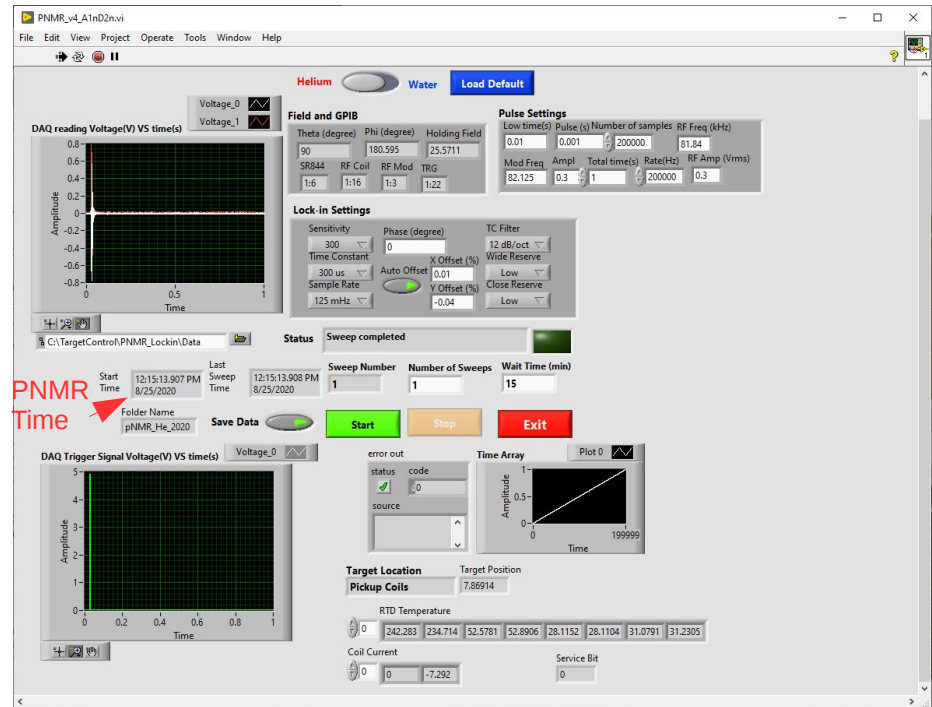 PNMR_v4_A1nD2n.vi
File Edit View Project Operate Tools Window Help
Helium Water Load Default
Voltage_0
Voltage_1
DAQ reading Voltage(V) VS time(s)
0.8
0.6
0.4
0.2
0
-0.2
-0.4
-0.6
-0.8
Amplitude
0 0.5 1
Time
Field and GPIB
Theta (degree) Phi (degree) Holding Field
90 180.595 25.5711
SR844 RF Coil RF Mod TRG
1:6 1:16 1:3 1:22
Pulse Settings
Low time(s) Pulse (s) Number of samples RF Freq (kHz)
0.01 0.001 200000 81.84
Mod Freq Ampl Total time(s) Rate(Hz) RF Amp (Vrms)
82.125 0.3 1 200000 0.3
Lock-in Settings
Sensitivity Phase (degree) TC Filter
300 0 12 dB/oct
Time Constant X Offset (%) Wide Reserve
300 us Auto Offset 0.01 Low
Sample Rate Y Offset (%) Close Reserve
125 mHz -0.04 Low
C:\TargetControl\PNMR_Lockin\Data
Status Sweep completed
PNMR
Time
Start
Time
12:15:13.907 PM
8/25/2020
Last
Sweep
Time
12:15:13.908 PM
8/25/2020
Sweep Number Number of Sweeps Wait Time (min)
1 1 15
Folder Name
pNMR_He_2020
Save Data Start Stop Exit
DAQ Trigger Signal Voltage(V) VS time(s) Voltage_0
5
4
3
2
1
0
Amplitude
0 0.2 0.4 0.6 0.8 1
Time
error out
status code
0
source
Time Array Plot 0
1
0.5
0
Amplitude
0 199999
Time
Target Location Target Position
Pickup Coils 7.86914
RTD Temperature
0 242.283 234.714 52.5781 52.8906 28.1152 28.1104 31.0791 31.2305
Coil Current Service Bit
0 0 -7.292 0